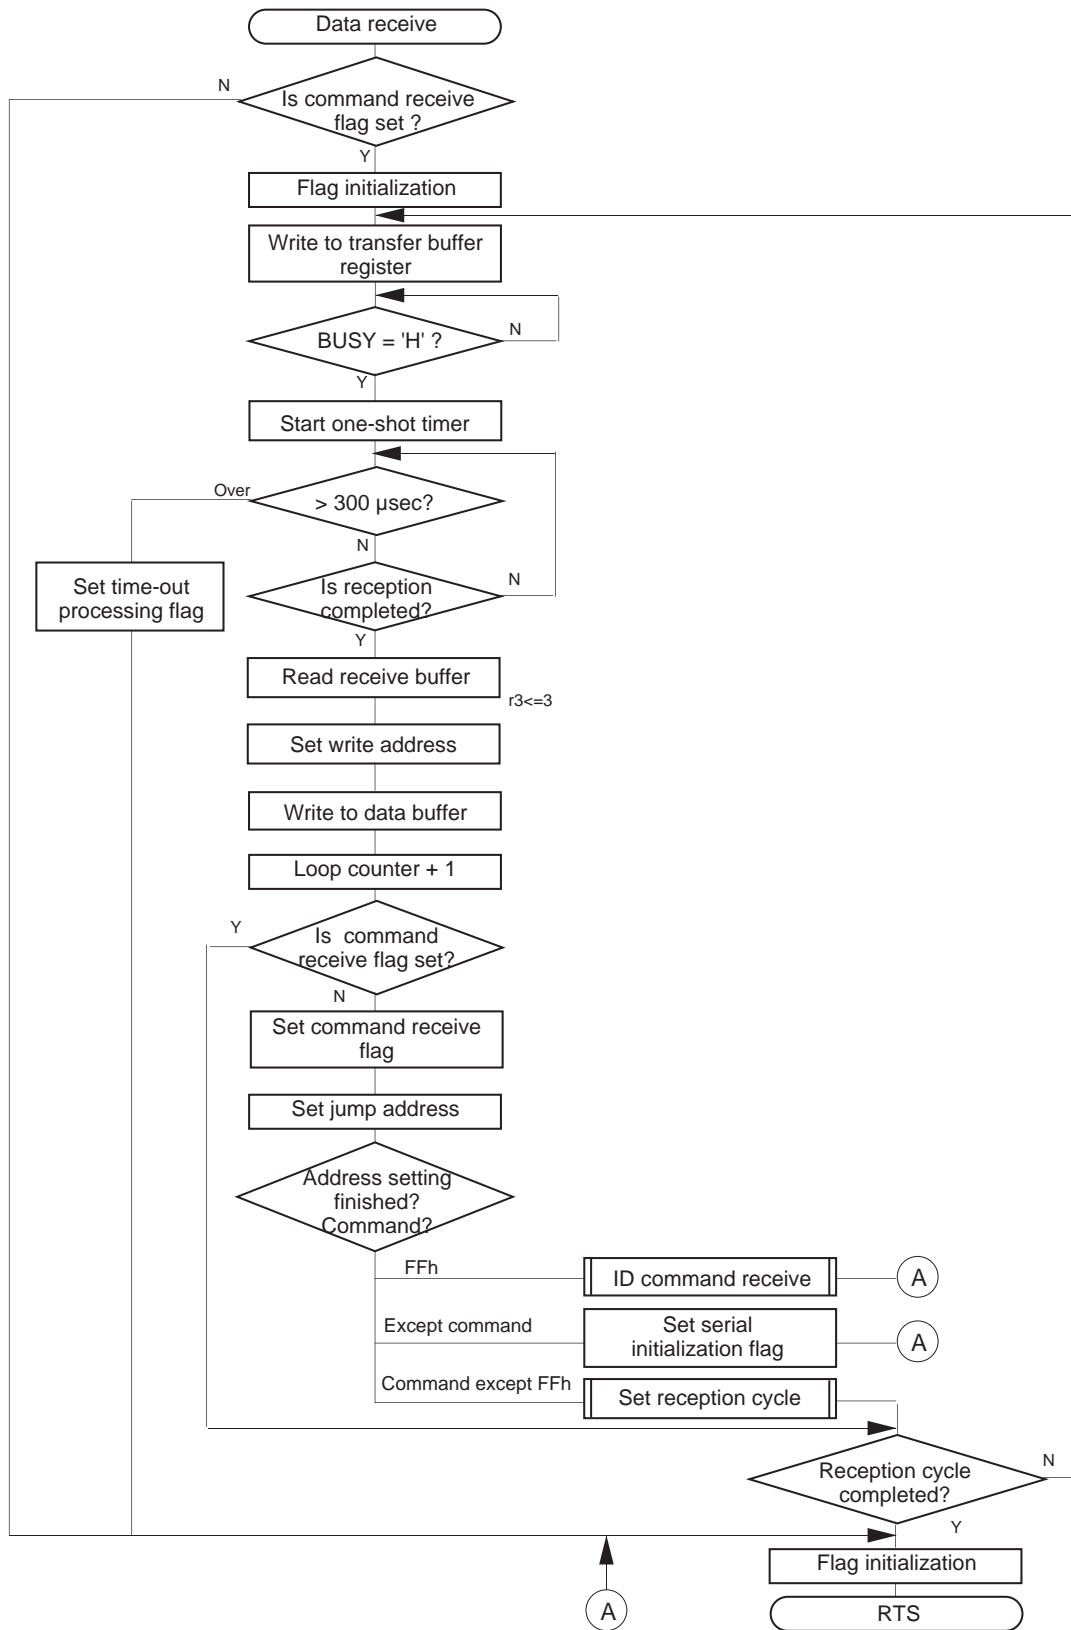 Data receive
N
Is command receive
flag set ?
Y
Flag initialization
Write to transfer buffer
register
BUSY = 'H' ?
N
Y
Start one-shot timer
Over
> 300 µsec?
N
Set time-out
processing flag
Is reception
completed?
N
Y
Read receive buffer
r3<=3
Set write address
Write to data buffer
Loop counter + 1
Y
Is command
receive flag set?
N
Set command receive
flag
Set jump address
Address setting
finished?
Command?
FFh
ID command receive
A
Except command
Set serial
initialization flag
A
Command except FFh
Set reception cycle
Reception cycle
completed?
N
Y
Flag initialization
A
RTS